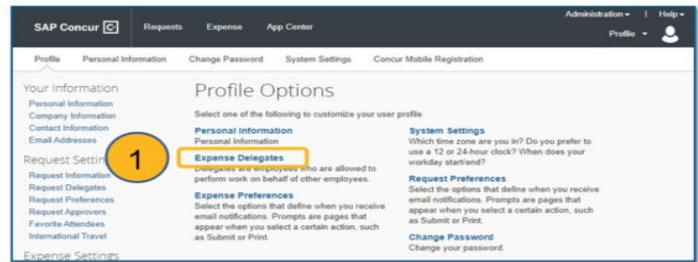 Administration ▾ | Help ▾
SAP Concur C Requests Expense App Center
Profile ▾
Profile Personal Information Change Password System Settings Concur Mobile Registration
Your Information
Personal Information
Company Information
Contact Information
Email Addresses
Request Settin
Request Information
Request Delegates
Request Preferences
Request Approvers
Favorite Attendees
International Travel
Expense Settings
1
Profile Options
Select one of the following to customize your user profile.
Personal Information
Personal Information
Expense Delegates
Delegates are employees who are allowed to
perform work on behalf of other employees.
Expense Preferences
Select the options that define when you receive
email notifications. Prompts are pages that
appear when you select a certain action, such
as Submit or Print.
System Settings
Which time zone are you in? Do you prefer to
use a 12 or 24-hour clock? When does your
workday start/end?
Request Preferences
Select the options that define when you receive
email notifications. Prompts are pages that
appear when you select a certain action, such
as Submit or Print.
Change Password
Change your password.